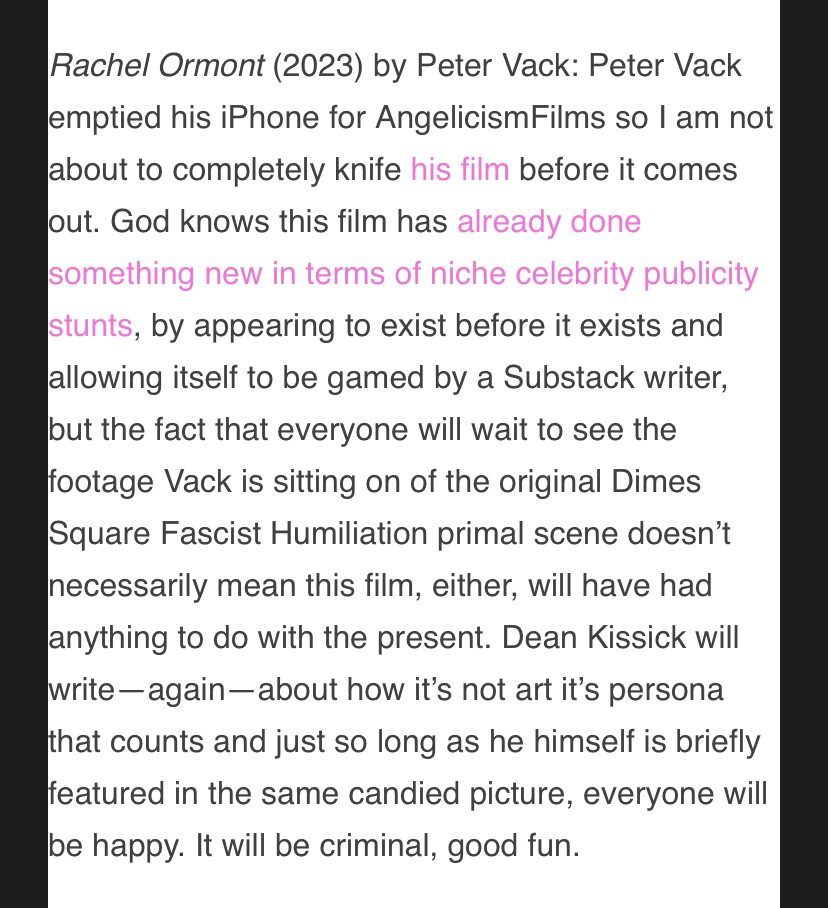 Rachel Ormont (2023) by Peter Vack: Peter Vack
emptied his iPhone for AngelicismFilms so I am not
about to completely knife his film before it comes
out. God knows this film has already done
something new in terms of niche celebrity publicity
stunts, by appearing to exist before it exists and
allowing itself to be gamed by a Substack writer,
but the fact that everyone will wait to see the
footage Vack is sitting on of the original Dimes
Square Fascist Humiliation primal scene doesn’t
necessarily mean this film, either, will have had
anything to do with the present. Dean Kissick will
write—again—about how it’s not art it’s persona
that counts and just so long as he himself is briefly
featured in the same candied picture, everyone will
be happy. It will be criminal, good fun.